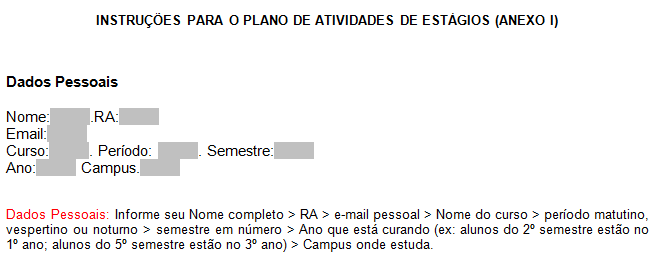 INSTRUÇÕES PARA O PLANO DE ATIVIDADES DE ESTÁGIOS (ANEXO I)
Dados Pessoais
Nome: .RA:
Email:
Curso: . Período: . Semestre:
Ano: Campus.
Dados Pessoais: Informe seu Nome completo > RA > e-mail pessoal > Nome do curso > período matutino,
vespertino ou noturno > semestre em número > Ano que está curando (ex: alunos do 2º semestre estão no
1º ano; alunos do 5º semestre estão no 3º ano) > Campus onde estuda.